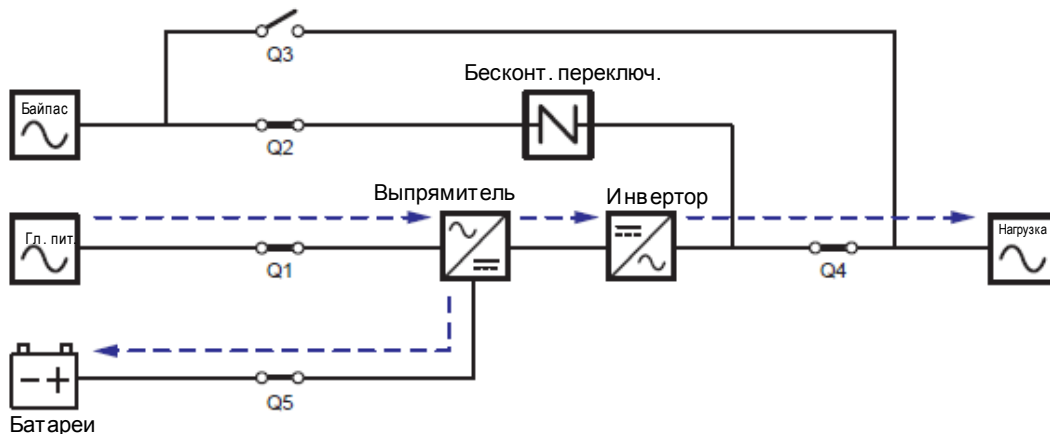 Q3
Бесконт. переключ.
Байпас
Q2
Выпрямитель
Инвертор
Гл. пит.
Нагрузка
Q1
Q4
Q5
Батареи